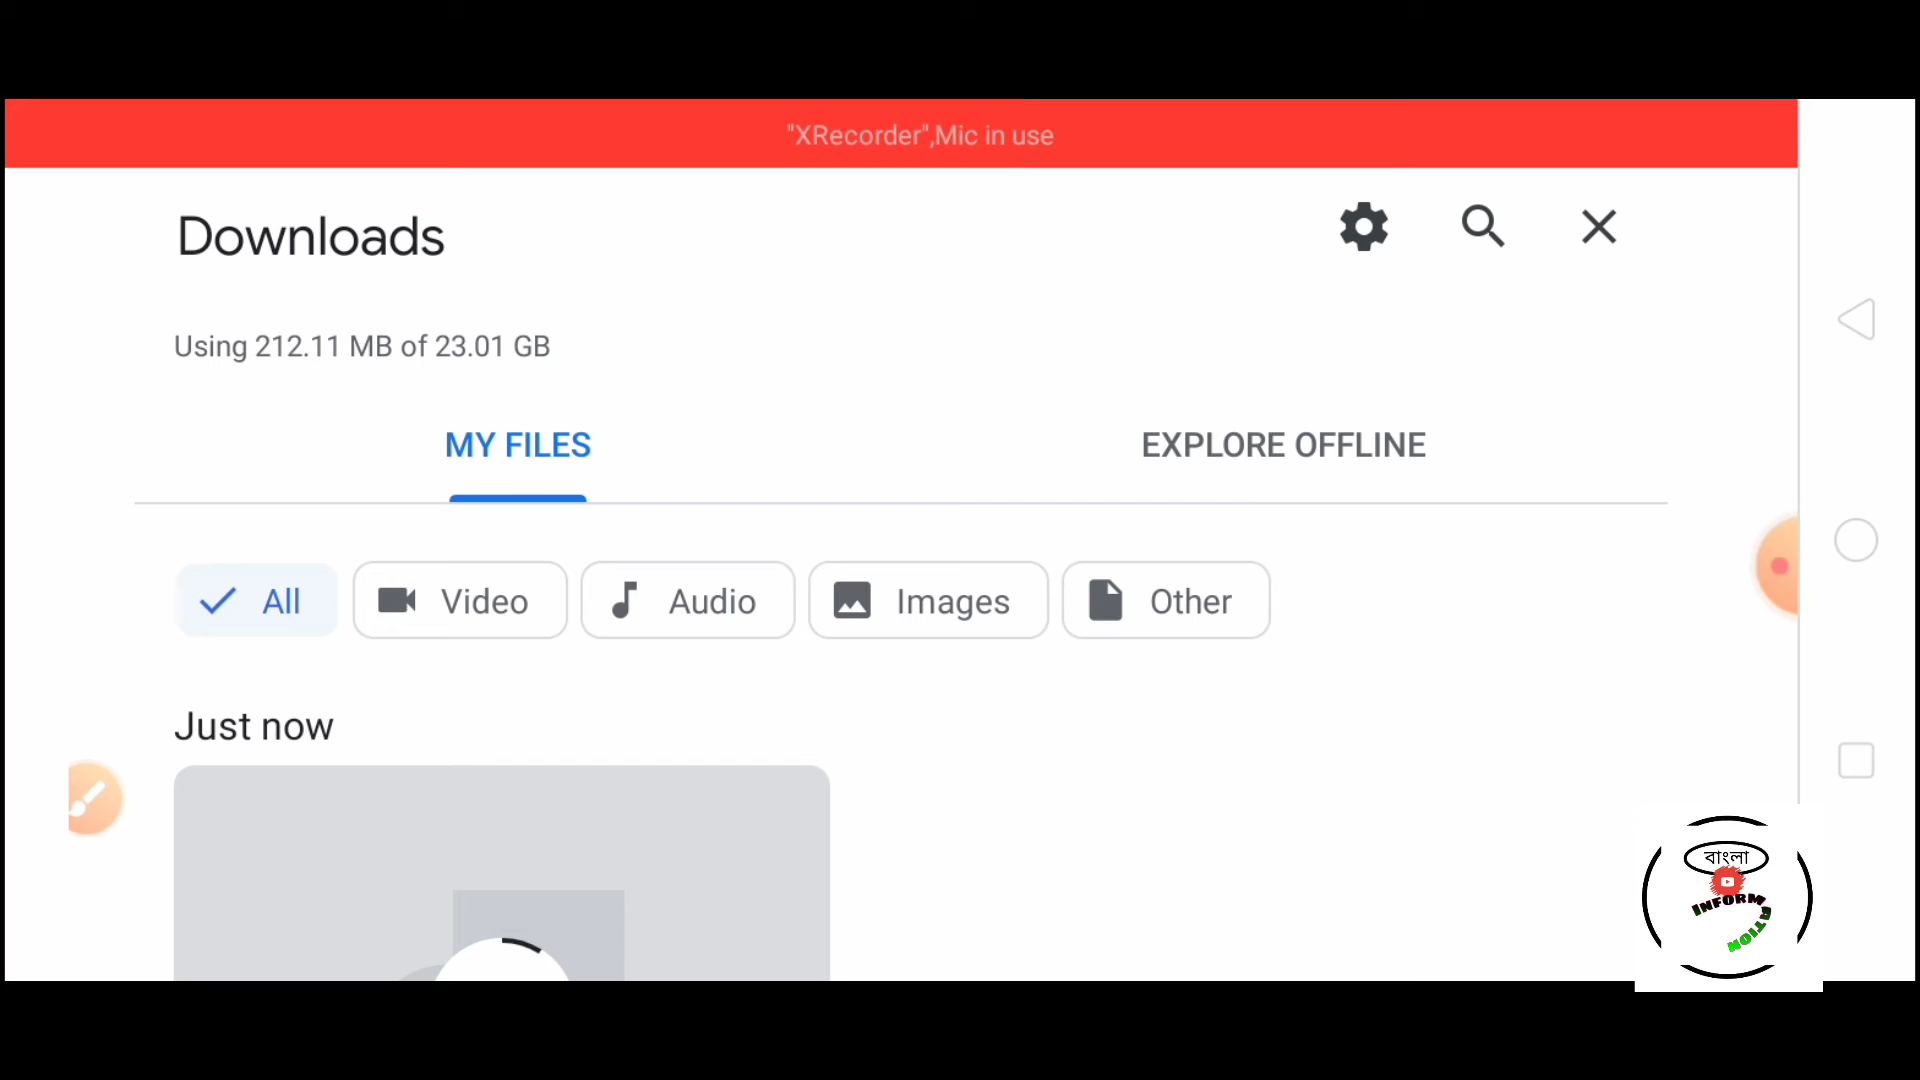 "XRecorder",Mic in use
Downloads
Using 212.11 MB of 23.01 GB
MY FILES
EXPLORE OFFLINE
All
Video
Audio
Images
Other
Just now
বাংলা
INFORMATION